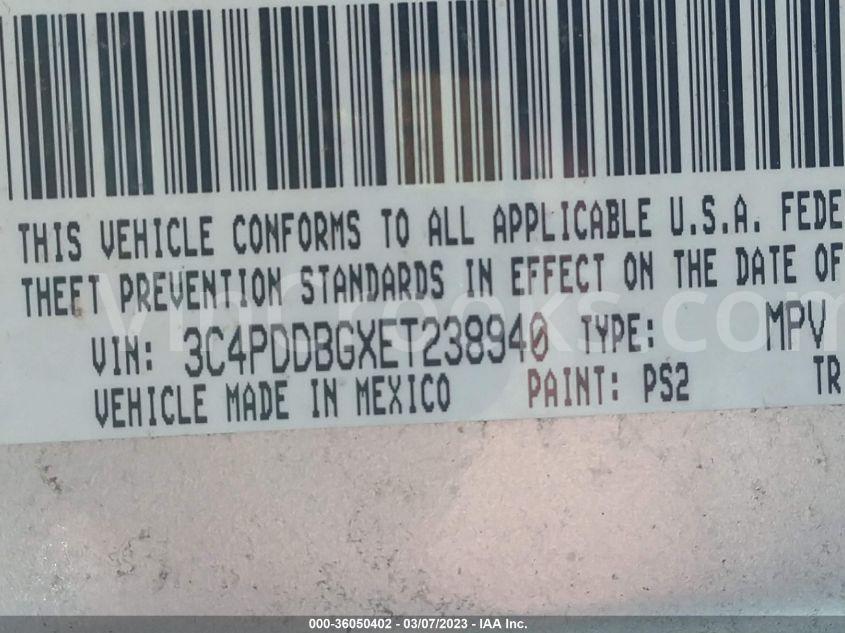 THIS VEHICLE CONFORMS TO ALL APPLICABLE U.S.A. FEDE
THEFT PREVENTION STANDARDS IN EFFECT ON THE DATE OF
VIN: 3C4PDDBGXET238940 TYPE: MPV
VEHICLE MADE IN MEXICO PAINT: PS2 TR
000-36050402 - 03/07/2023 - IAA Inc.